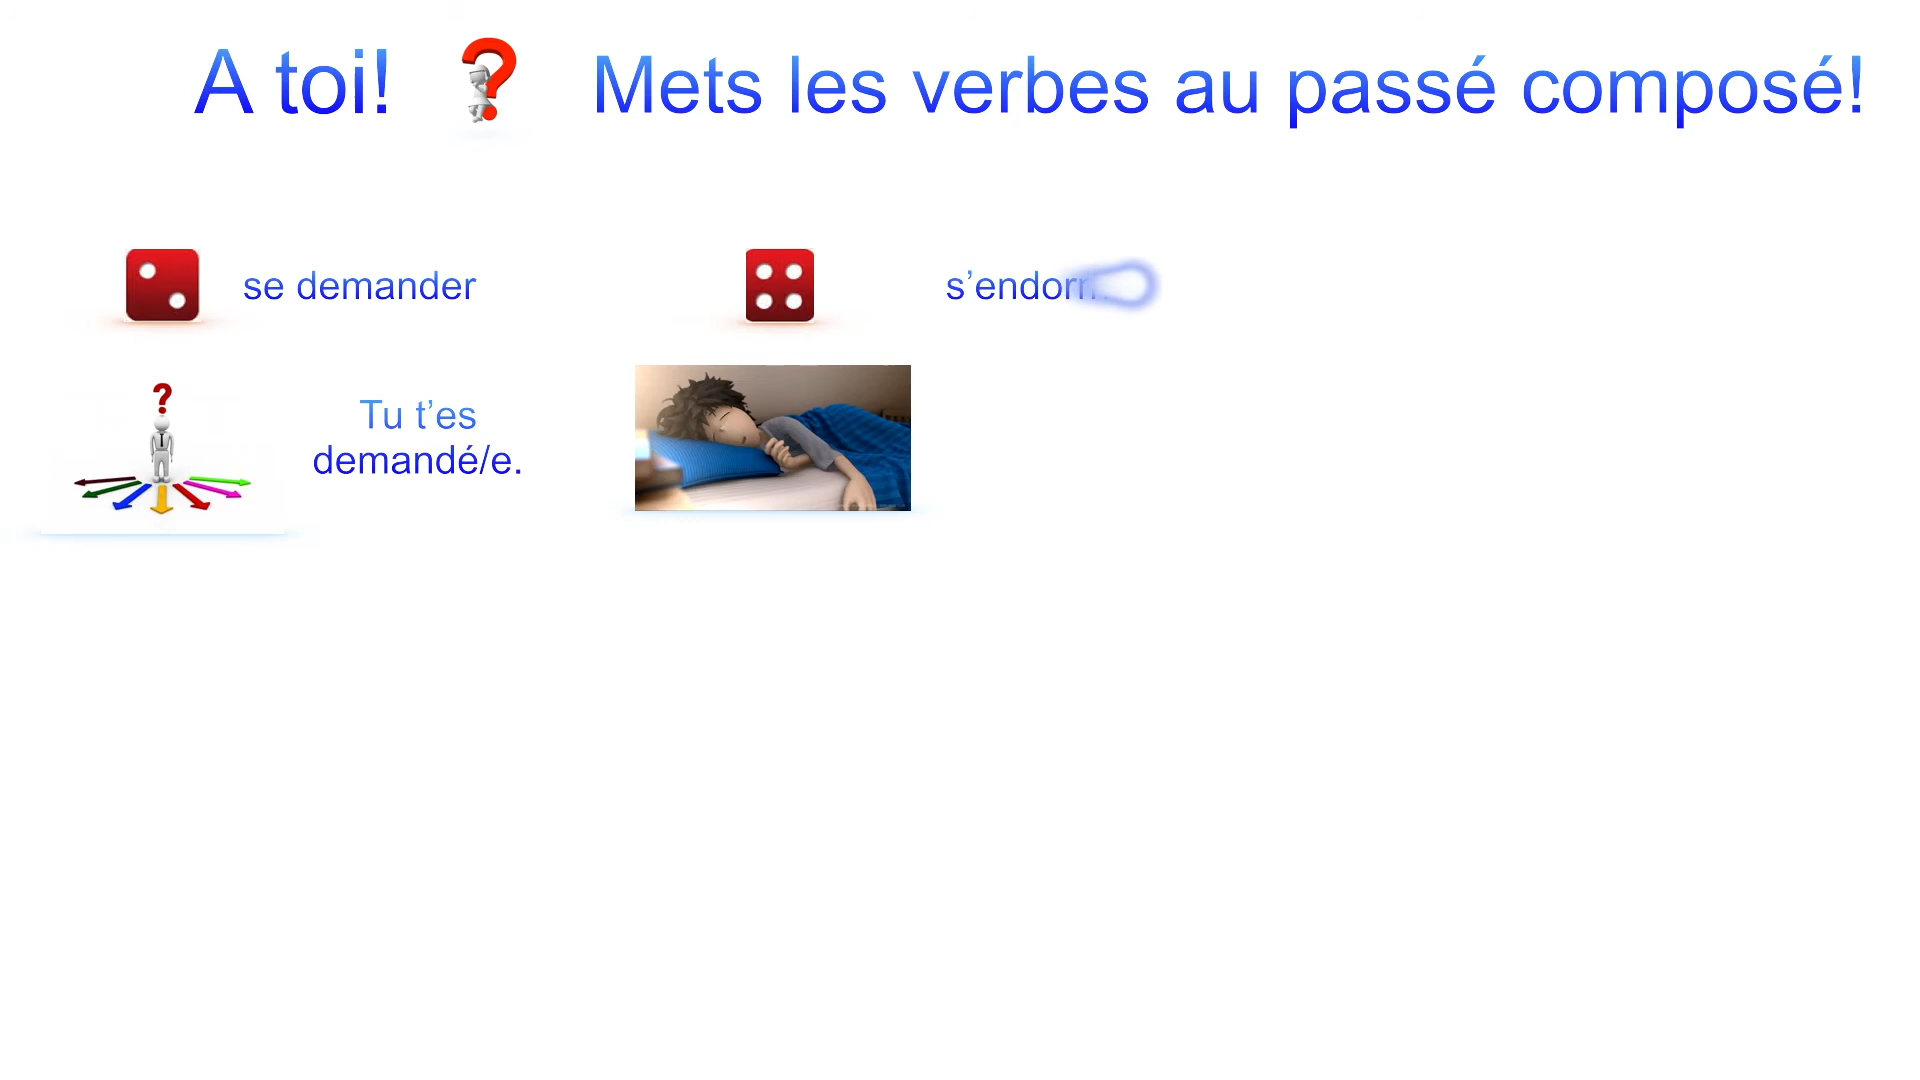 A toi!
Mets les verbes au passé composé!
se demander
Tu t’es
demandé/e.